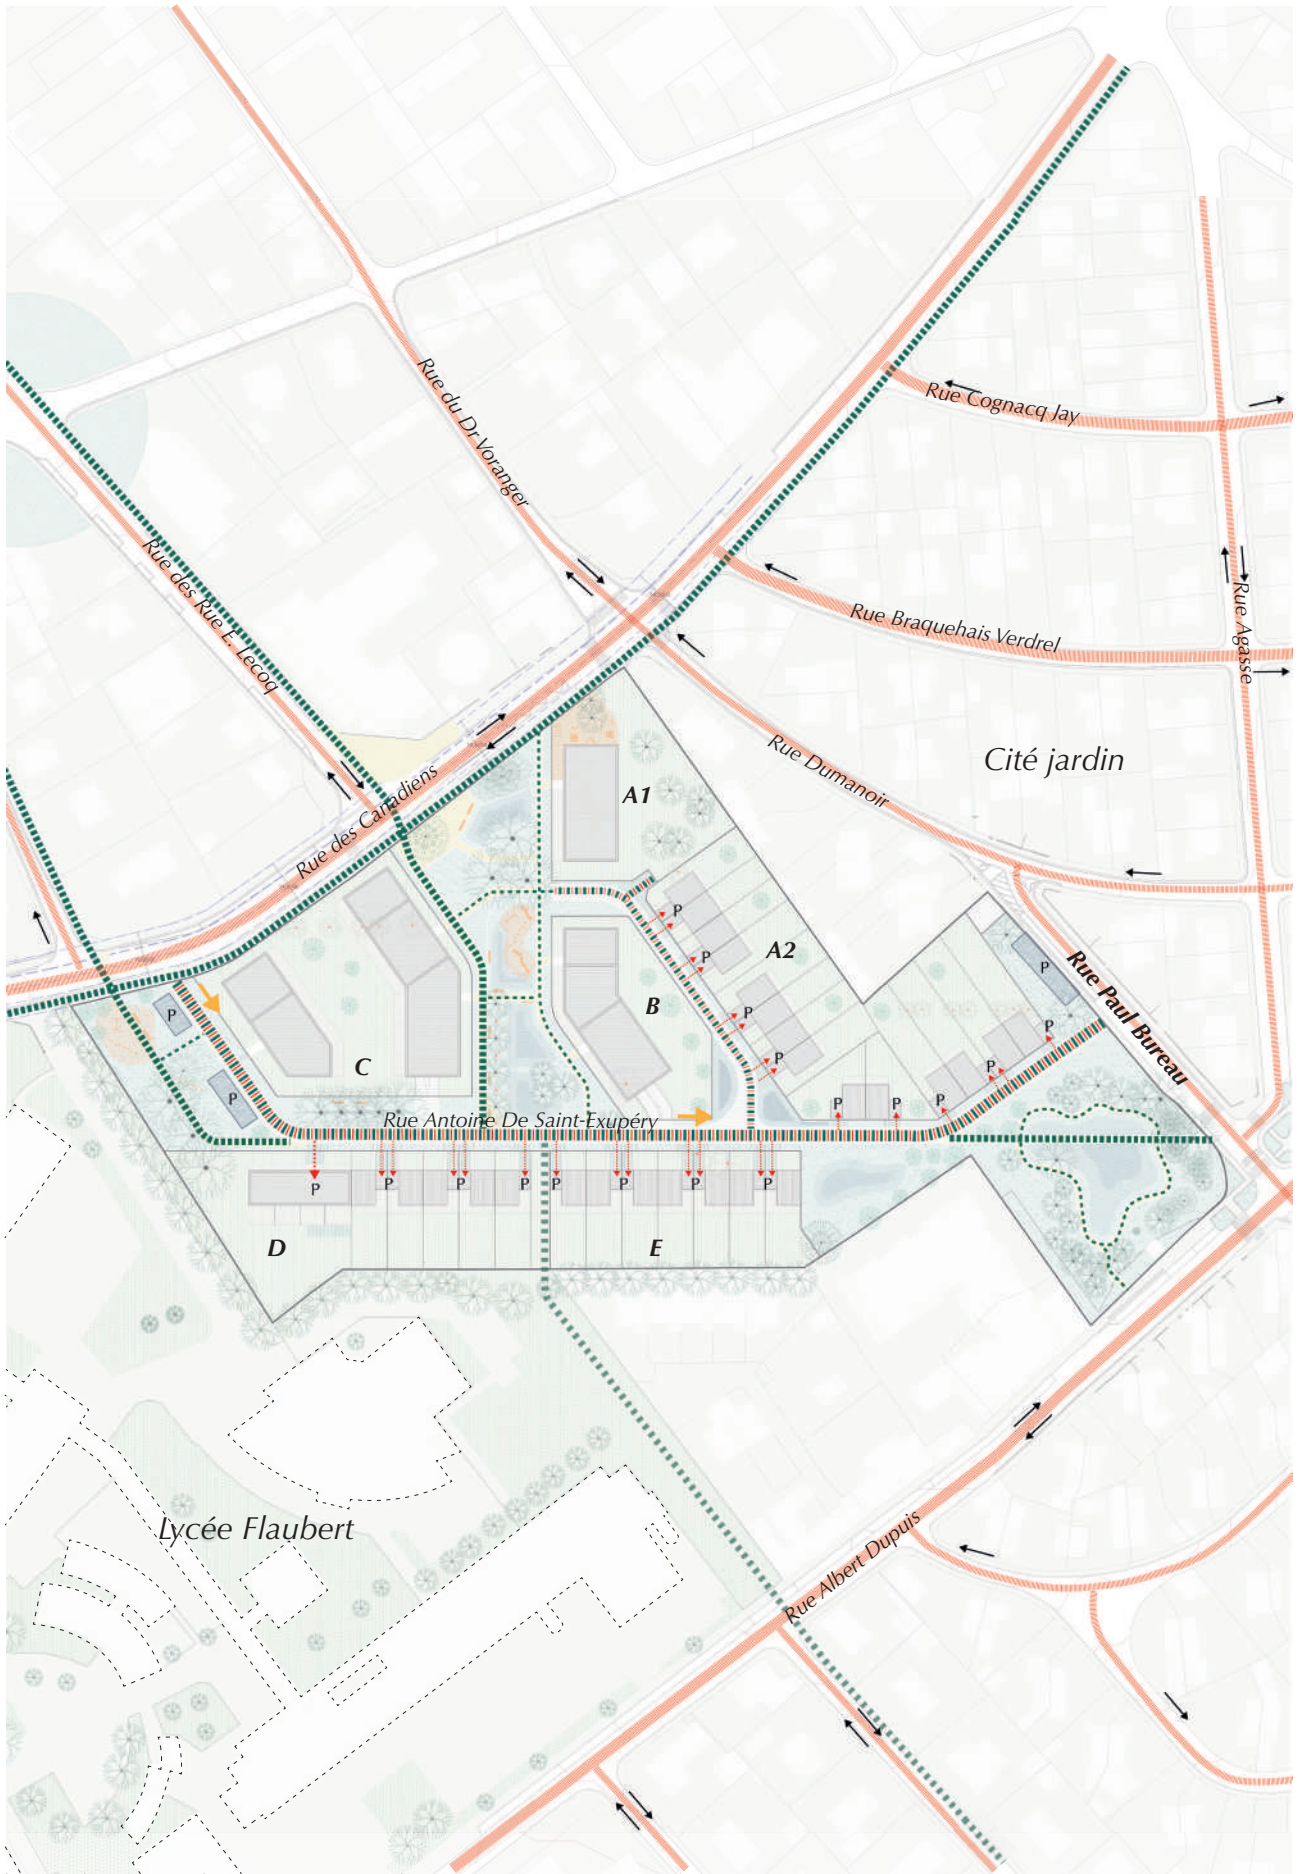 Rue du Dr Voranger
Rue Cognacq Jay
Rue des Rue E. Lecoq
Rue Braquehais Verdrel
Rue Agasse
Rue Dumanoir
Cité jardin
Rue des Canadiens
A1
P
A2
P
P
B
Rue Paul Bureau
P
P
P
P
P
C
P
P
P
P
P
Rue Antoine De Saint-Exupéry
P
P
P
P
P
P
P
P
D
E
Lycée Flaubert
Rue Albert Dupuis